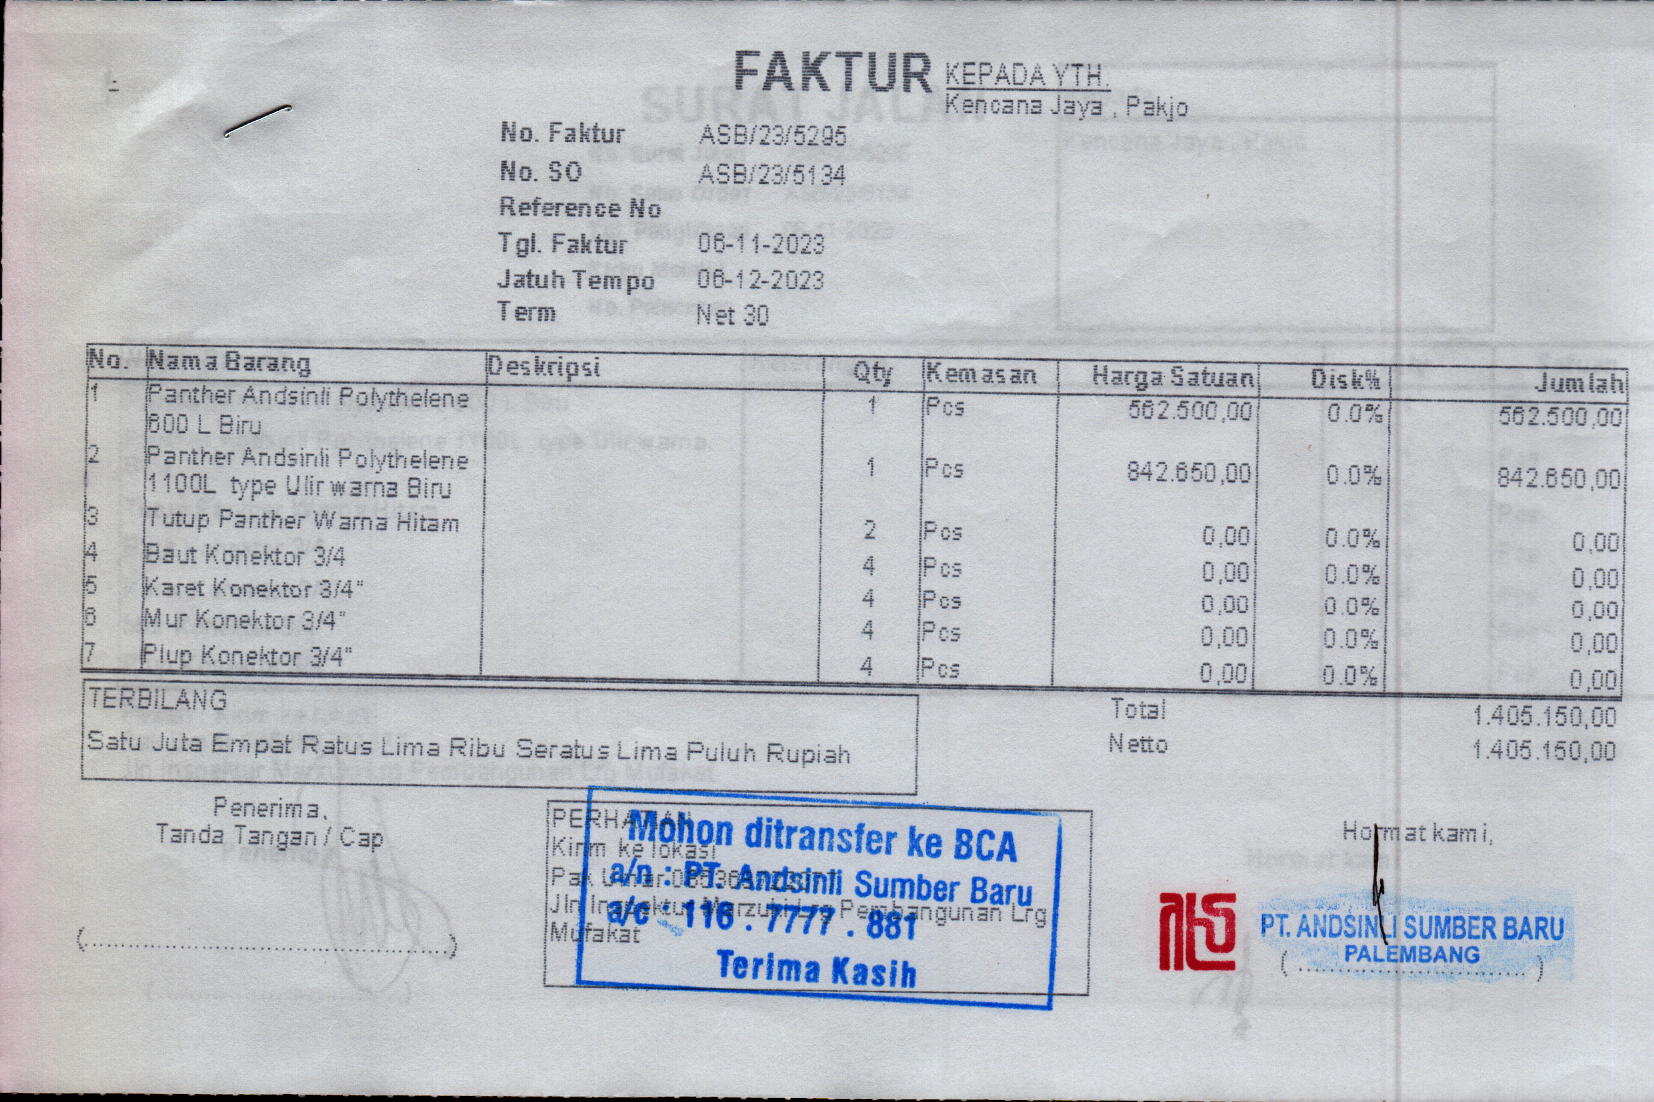 FAKTUR
KEPADA YTH.
Kencana Jaya , Pakjo
No. Faktur ASB/23/5295
No. SO ASB/23/5134
Reference No
Tgl. Faktur 06-11-2023
Jatuh Tempo 06-12-2023
Term Net 30
No. Nama Barang Deskripsi Qty Kemasan Harga Satuan Disk% Jumlah
1 Panther Andsinli Polythelene 1 Pcs 562.500,00 0.0% 562.500,00
600 L Biru
2 Panther Andsinli Polythelene 1 Pcs 842.650,00 0.0% 842.650,00
1100L type Ulir warna Biru
3 Tutup Panther Warna Hitam 2 Pcs 0,00 0.0% 0,00
4 Baut Konektor 3/4 4 Pcs 0,00 0.0% 0,00
5 Karet Konektor 3/4" 4 Pcs 0,00 0.0% 0,00
6 Mur Konektor 3/4" 4 Pcs 0,00 0.0% 0,00
7 Plup Konektor 3/4" 4 Pcs 0,00 0.0% 0,00
TERBILANG
Satu Juta Empat Ratus Lima Ribu Seratus Lima Puluh Rupiah
Total 1.405.150,00
Netto 1.405.150,00
Penerima,
Tanda Tangan / Cap
(........................................)
PERHATIAN
Kirim ke lokasi
Pak Umar
Jln Inspektur Marzuki Lrg Pembangunan Lrg
Mufakat
Mohon ditransfer ke BCA
a/n : PT. Andsinli Sumber Baru
a/c : 116 . 7777 . 881
Terima Kasih
Hormat kami,
PT. ANDSINLI SUMBER BARU
PALEMBANG
(..............................)